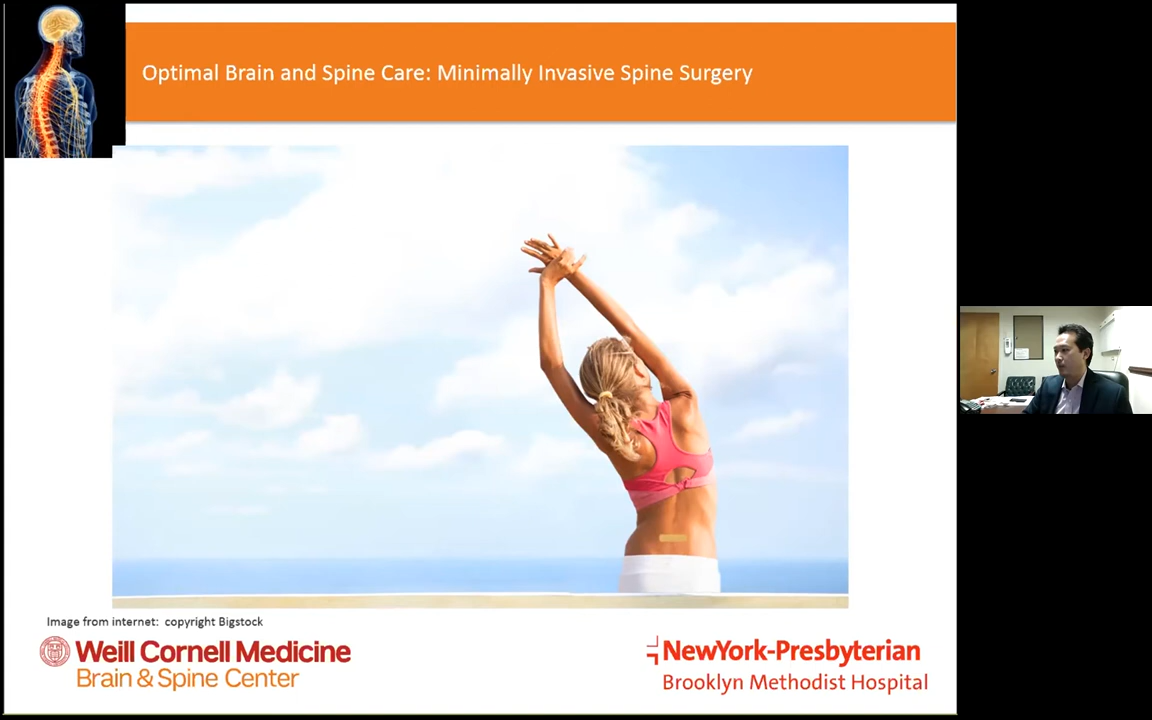 Optimal Brain and Spine Care: Minimally Invasive Spine Surgery
Image from internet: copyright Bigstock
Weill Cornell Medicine
Brain & Spine Center
NewYork-Presbyterian
Brooklyn Methodist Hospital